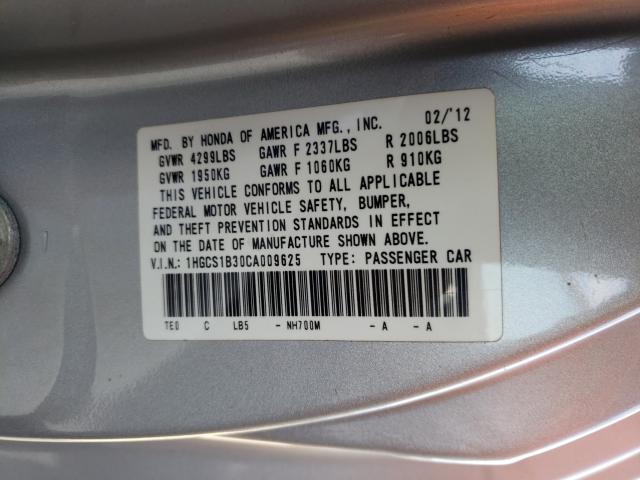 MFD. BY HONDA OF AMERICA MFG., INC. 02/'12
GVWR 4299LBS GAWR F 2337LBS R 2006LBS
GVWR 1950KG GAWR F 1060KG R 910KG
THIS VEHICLE CONFORMS TO ALL APPLICABLE
FEDERAL MOTOR VEHICLE SAFETY, BUMPER,
AND THEFT PREVENTION STANDARDS IN EFFECT
ON THE DATE OF MANUFACTURE SHOWN ABOVE.
V.I.N.: 1HGCS1B30CA009625 TYPE: PASSENGER CAR
TE0 C LB5 - NH700M - A - A